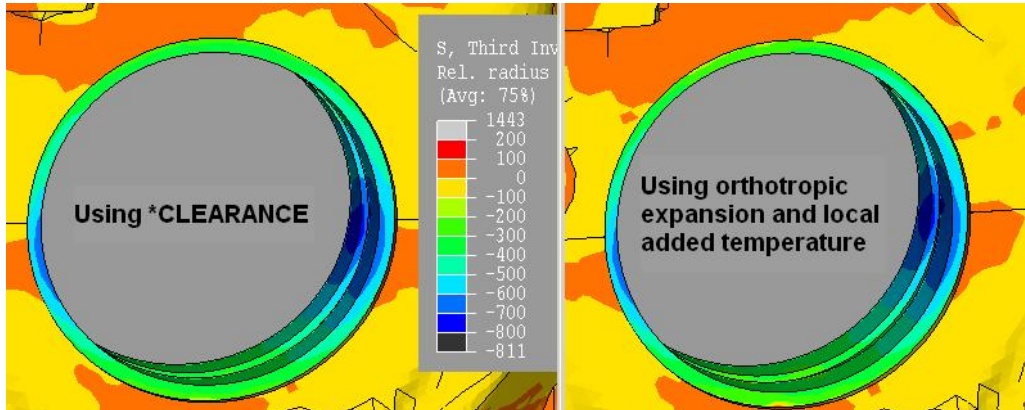 Using *CLEARANCE
S, Third Inv
Rel. radius
(Avg: 75%)
1443
200
100
0
−100
−200
−300
−400
−500
−600
−700
−800
−811
Using orthotropic
expansion and local
added temperature